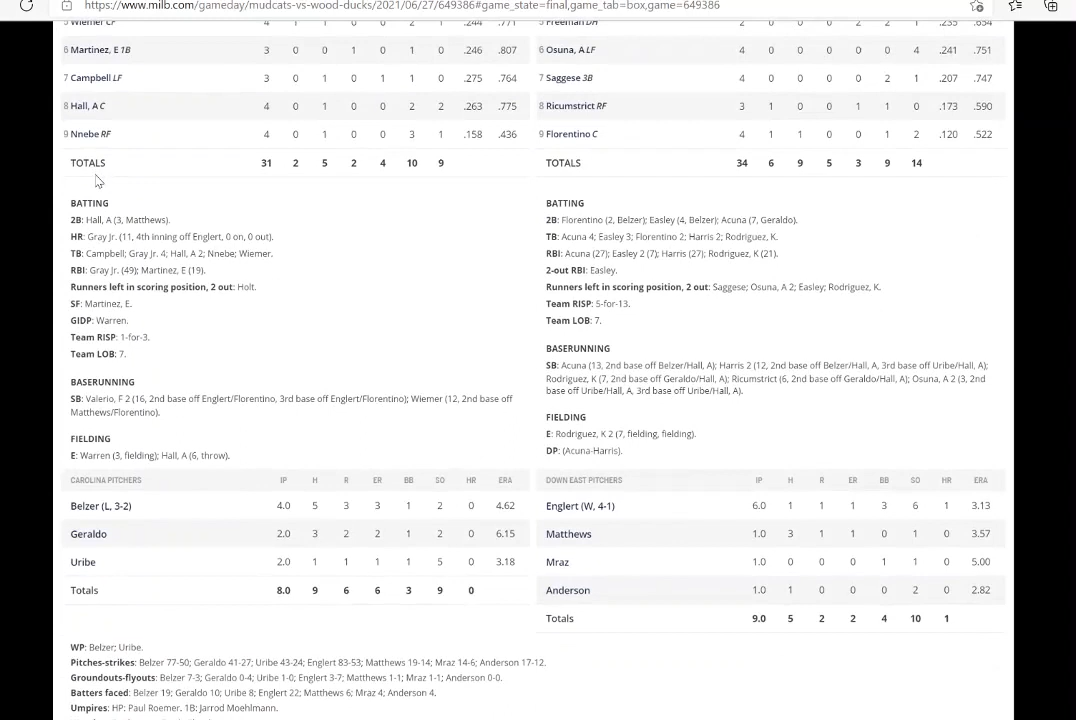 https://www.milb.com/gameday/mudcats-vs-wood-ducks/2021/06/27/649386#game_state=final,game_tab=box,game=649386
5 Wiemer CF .244 .771
6 Martinez, E 1B 3 0 0 1 0 1 0 .246 .807
7 Campbell LF 3 0 1 0 1 1 0 .275 .764
8 Hall, A C 4 0 1 0 0 2 2 .263 .775
9 Nnebe RF 4 0 1 0 0 3 1 .158 .436
TOTALS 31 2 5 2 4 10 9
BATTING
2B: Hall, A (3, Matthews).
HR: Gray Jr. (11, 4th inning off Englert, 0 on, 0 out).
TB: Campbell; Gray Jr. 4; Hall, A 2; Nnebe; Wiemer.
RBI: Gray Jr. (49); Martinez, E (19).
Runners left in scoring position, 2 out: Holt.
SF: Martinez, E.
GIDP: Warren.
Team RISP: 1-for-3.
Team LOB: 7.
BASERUNNING
SB: Valerio, F 2 (16, 2nd base off Englert/Florentino, 3rd base off Englert/Florentino); Wiemer (12, 2nd base off
Matthews/Florentino).
FIELDING
E: Warren (3, fielding); Hall, A (6, throw).
CAROLINA PITCHERS IP H R ER BB SO HR ERA
Belzer (L, 3-2) 4.0 5 3 3 1 2 0 4.62
Geraldo 2.0 3 2 2 1 2 0 6.15
Uribe 2.0 1 1 1 1 5 0 3.18
Totals 8.0 9 6 6 3 9 0
5 Freeman DH 2 0 0 0 2 2 1 .235 .654
6 Osuna, A LF 4 0 0 0 0 0 4 .241 .751
7 Saggese 3B 4 0 0 0 0 2 1 .207 .747
8 Ricumstrict RF 3 1 0 0 1 1 0 .173 .590
9 Florentino C 4 1 1 0 0 1 2 .120 .522
TOTALS 34 6 9 5 3 9 14
BATTING
2B: Florentino (2, Belzer); Easley (4, Belzer); Acuna (7, Geraldo).
TB: Acuna 4; Easley 3; Florentino 2; Harris 2; Rodriguez, K.
RBI: Acuna (27); Easley 2 (7); Harris (27); Rodriguez, K (21).
2-out RBI: Easley.
Runners left in scoring position, 2 out: Saggese; Osuna, A 2; Easley; Rodriguez, K.
Team RISP: 5-for-13.
Team LOB: 7.
BASERUNNING
SB: Acuna (13, 2nd base off Belzer/Hall, A); Harris 2 (12, 2nd base off Belzer/Hall, A, 3rd base off Uribe/Hall, A);
Rodriguez, K (7, 2nd base off Geraldo/Hall, A); Ricumstrict (6, 2nd base off Geraldo/Hall, A); Osuna, A 2 (3, 2nd
base off Uribe/Hall, A, 3rd base off Uribe/Hall, A).
FIELDING
E: Rodriguez, K 2 (7, fielding, fielding).
DP: (Acuna-Harris).
DOWN EAST PITCHERS IP H R ER BB SO HR ERA
Englert (W, 4-1) 6.0 1 1 1 3 6 1 3.13
Matthews 1.0 3 1 1 0 1 0 3.57
Mraz 1.0 0 0 0 1 1 0 5.00
Anderson 1.0 1 0 0 0 2 0 2.82
Totals 9.0 5 2 2 4 10 1
WP: Belzer; Uribe.
Pitches-strikes: Belzer 77-50; Geraldo 41-27; Uribe 43-24; Englert 83-53; Matthews 19-14; Mraz 14-6; Anderson 17-12.
Groundouts-flyouts: Belzer 7-3; Geraldo 0-4; Uribe 1-0; Englert 3-7; Matthews 1-1; Mraz 1-1; Anderson 0-0.
Batters faced: Belzer 19; Geraldo 10; Uribe 8; Englert 22; Matthews 6; Mraz 4; Anderson 4.
Umpires: HP: Paul Roemer. 1B: Jarrod Moehlmann.